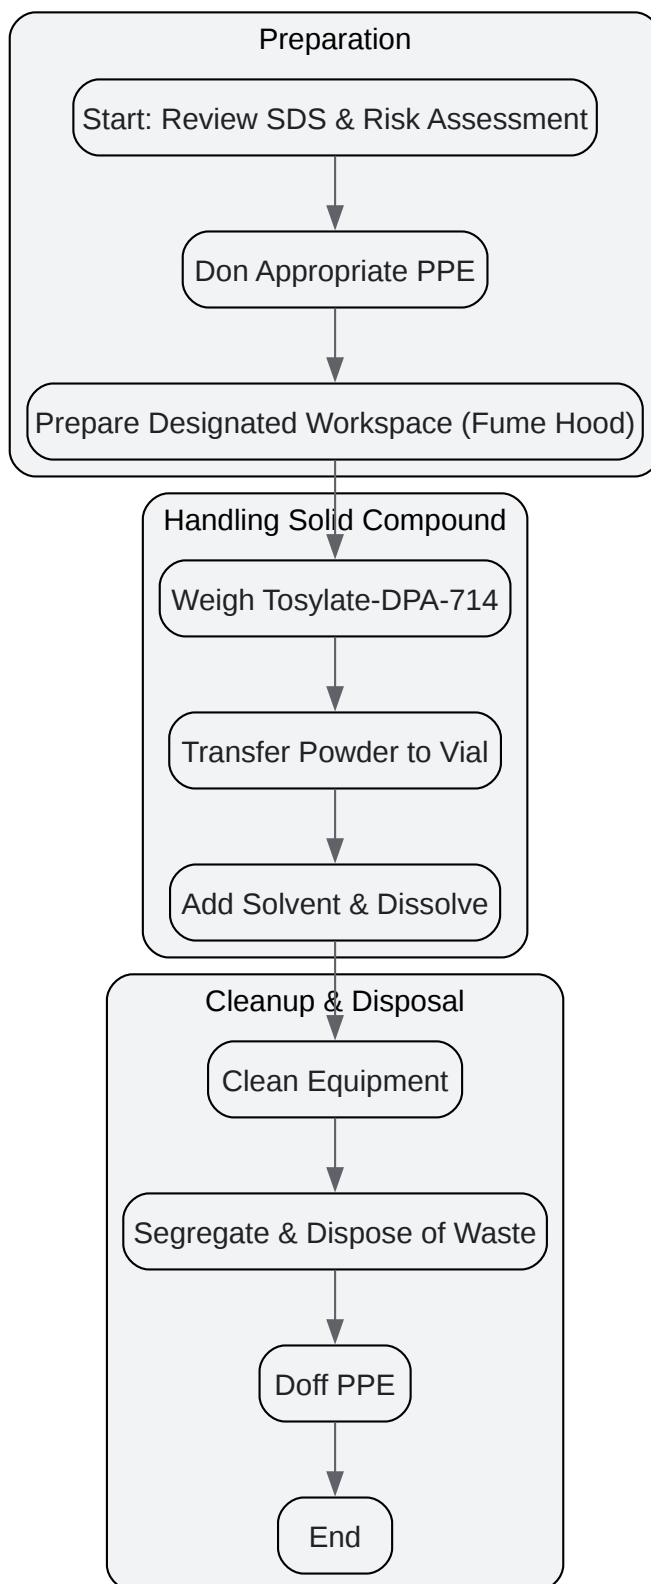 Preparation
Start: Review SDS & Risk Assessment
Don Appropriate PPE
Prepare Designated Workspace (Fume Hood)
Handling Solid Compound
Weigh Tosylate-DPA-714
Transfer Powder to Vial
Add Solvent & Dissolve
Cleanup & Disposal
Clean Equipment
Segregate & Dispose of Waste
Doff PPE
End